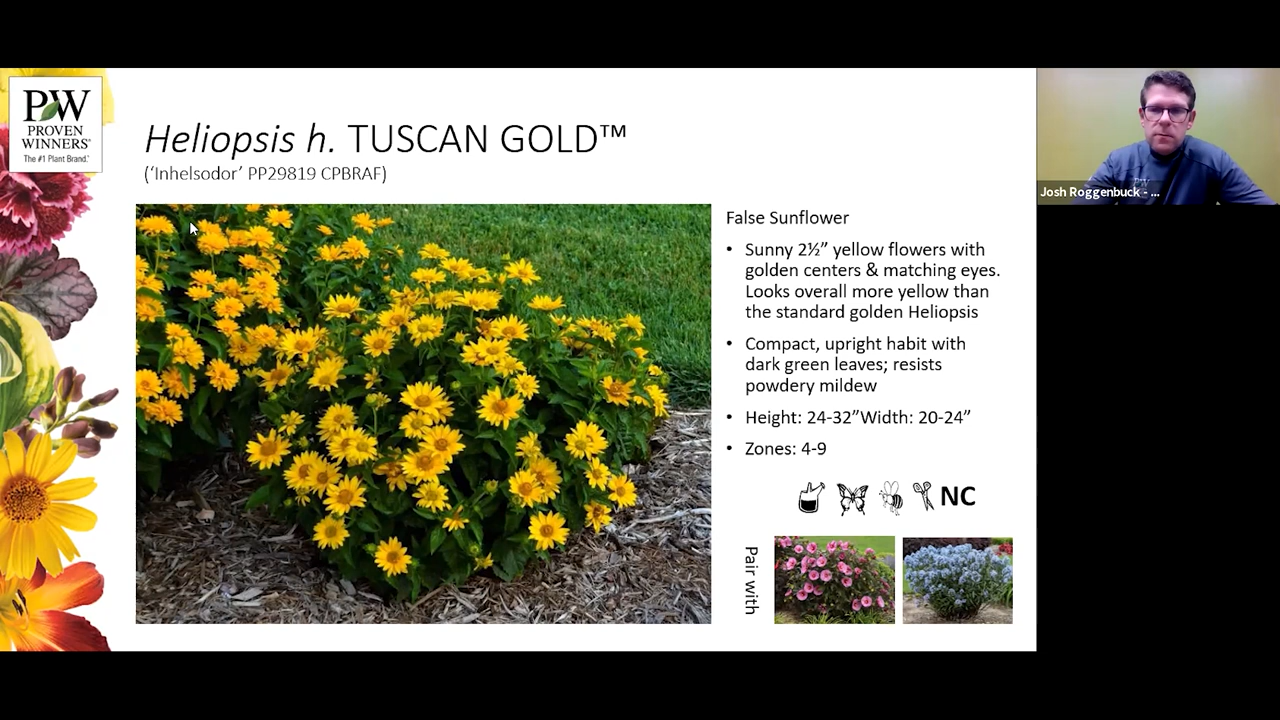 PW
PROVEN
WINNERS®
The #1 Plant Brand.®
Heliopsis h. TUSCAN GOLD™
(‘Inhelsodor’ PP29819 CPBRAF)
False Sunflower
• Sunny 2½” yellow flowers with
golden centers & matching eyes.
Looks overall more yellow than
the standard golden Heliopsis
• Compact, upright habit with
dark green leaves; resists
powdery mildew
• Height: 24-32”Width: 20-24”
• Zones: 4-9
NC
Pair with
Josh Roggenbuck - ...